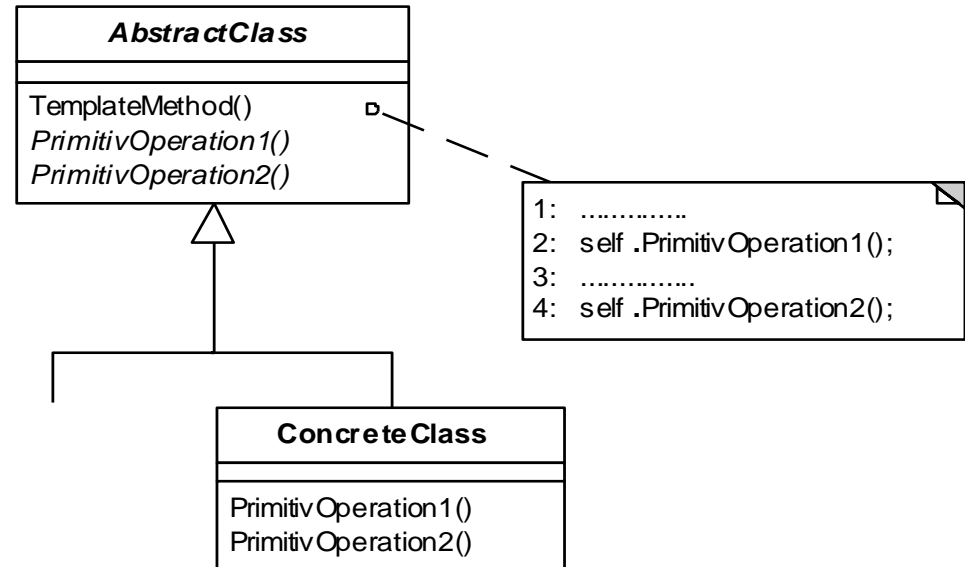 AbstractClass
TemplateMethod()
PrimitivOperation1()
PrimitivOperation2()
1: ..............
2: self .PrimitivOperation1();
3: ...............
4: self .PrimitivOperation2();
ConcreteClass
PrimitivOperation1()
PrimitivOperation2()